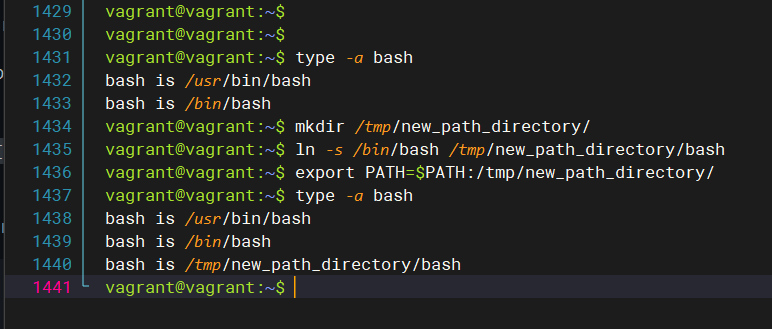 1429 vagrant@vagrant:~$
1430 vagrant@vagrant:~$
1431 vagrant@vagrant:~$ type -a bash
1432 bash is /usr/bin/bash
1433 bash is /bin/bash
1434 vagrant@vagrant:~$ mkdir /tmp/new_path_directory/
1435 vagrant@vagrant:~$ ln -s /bin/bash /tmp/new_path_directory/bash
1436 vagrant@vagrant:~$ export PATH=$PATH:/tmp/new_path_directory/
1437 vagrant@vagrant:~$ type -a bash
1438 bash is /usr/bin/bash
1439 bash is /bin/bash
1440 bash is /tmp/new_path_directory/bash
1441 vagrant@vagrant:~$